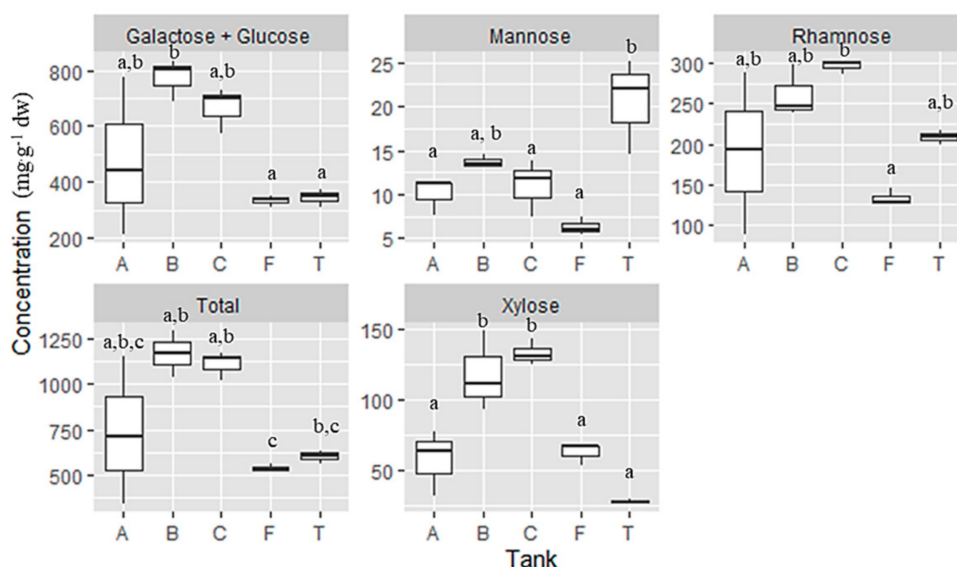 Galactose + Glucose
Mannose
Rhamnose
a,b
b
a,b
a
a
a
a, b
a
a
b
a,b
a,b
b
a
a,b
800
600
400
200
25
20
15
10
5
300
250
200
150
100
A B C F T
A B C F T
A B C F T
Total
Xylose
a,b,c
a,b
a,b
c
b,c
a
b
b
a
a
1250
1000
750
500
150
100
50
A B C F T
A B C F T
Concentration (mg·g⁻¹ dw)
Tank